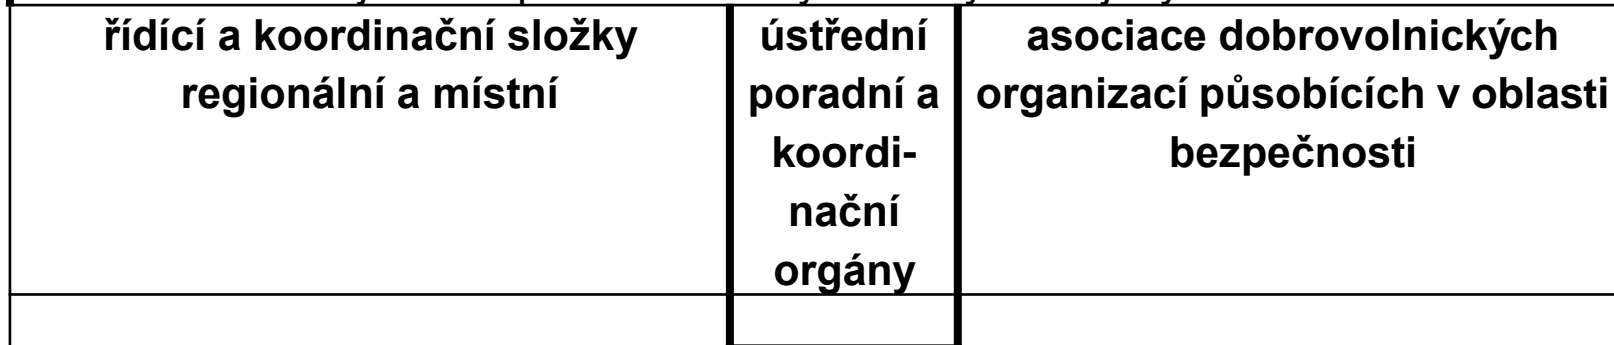 řídící a koordinační složky
regionální a místní
ústřední
poradní a
koordi-
nační
orgány
asociace dobrovolnických
organizací působících v oblasti
bezpečnosti